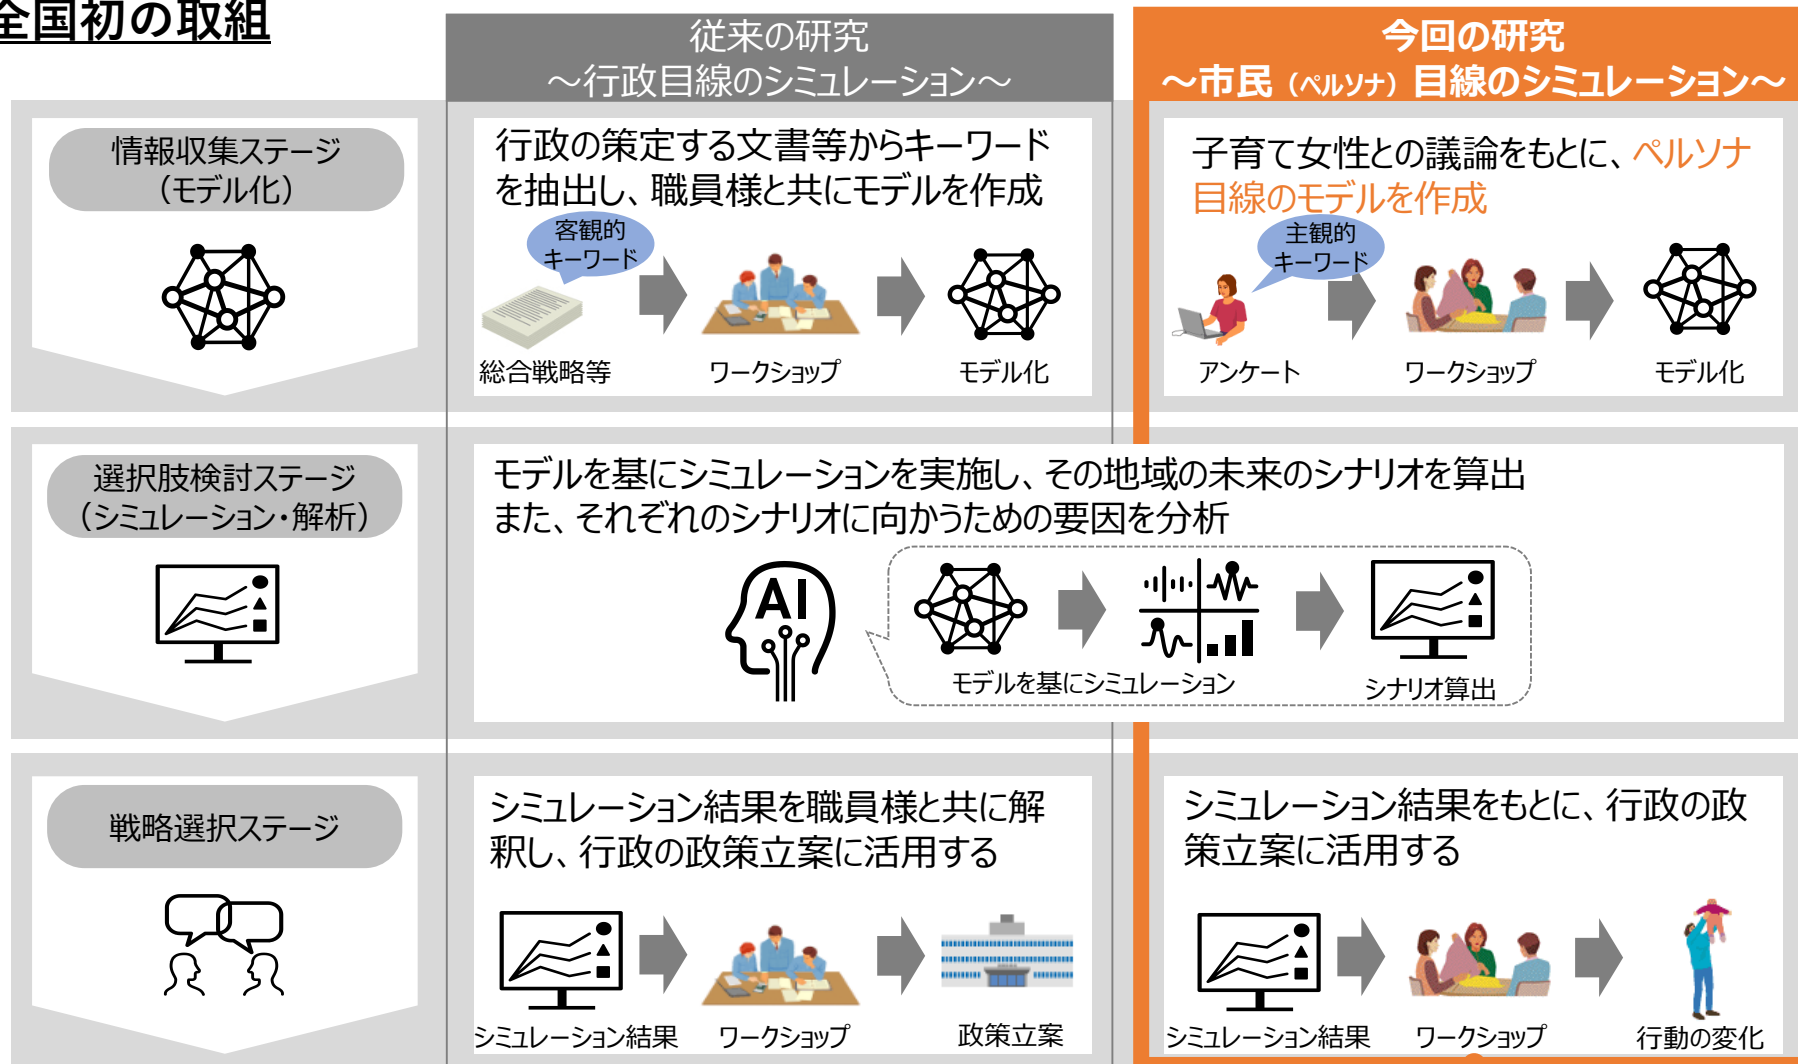 全国初の取組
従来の研究
～行政目線のシミュレーション～
今回の研究
～市民（ペルソナ）目線のシミュレーション～
情報収集ステージ
（モデル化）
行政の策定する文書等からキーワード
を抽出し、職員様と共にモデルを作成
客観的
キーワード
総合戦略等
ワークショップ
モデル化
子育て女性との議論をもとに、ペルソナ
目線のモデルを作成
主観的
キーワード
アンケート
ワークショップ
モデル化
選択肢検討ステージ
（シミュレーション・解析）
モデルを基にシミュレーションを実施し、その地域の未来のシナリオを算出
また、それぞれのシナリオに向かうための要因を分析
AI
モデルを基にシミュレーション
シナリオ算出
戦略選択ステージ
シミュレーション結果を職員様と共に解
釈し、行政の政策立案に活用する
シミュレーション結果
ワークショップ
政策立案
シミュレーション結果をもとに、行政の政
策立案に活用する
シミュレーション結果
ワークショップ
行動の変化